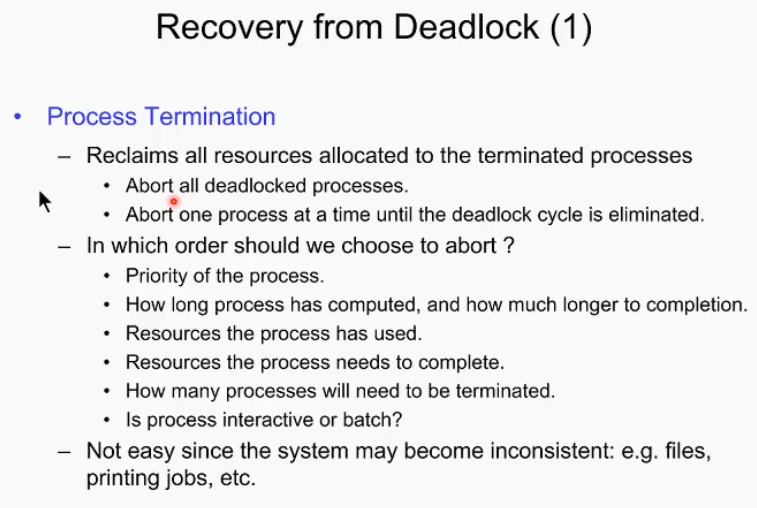 Recovery from Deadlock (1)
• Process Termination
– Reclaims all resources allocated to the terminated processes
• Abort all deadlocked processes.
• Abort one process at a time until the deadlock cycle is eliminated.
– In which order should we choose to abort ?
• Priority of the process.
• How long process has computed, and how much longer to completion.
• Resources the process has used.
• Resources the process needs to complete.
• How many processes will need to be terminated.
• Is process interactive or batch?
– Not easy since the system may become inconsistent: e.g. files,
printing jobs, etc.